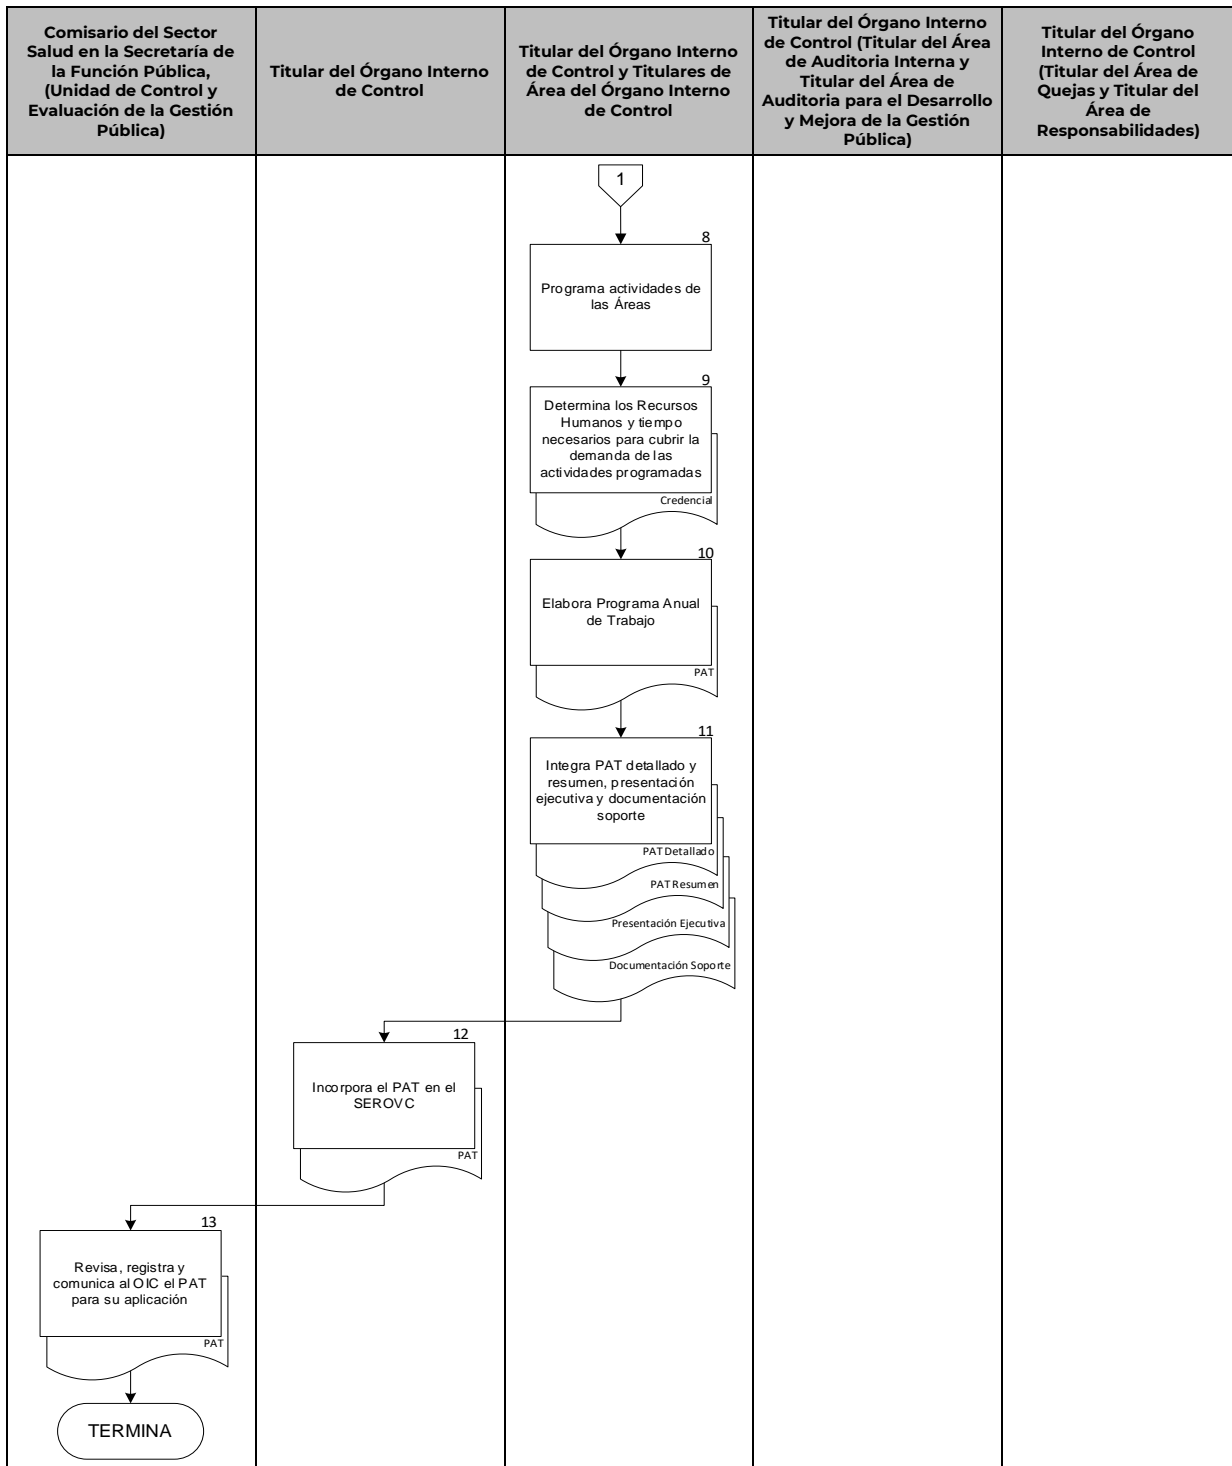 Comisario del Sector
Salud en la Secretaría de
la Función Pública,
(Unidad de Control y
Evaluación de la Gestión
Pública)
Titular del Órgano Interno
de Control
Titular del Órgano Interno
de Control y Titulares de
Área del Órgano Interno
de Control
Titular del Órgano Interno
de Control (Titular del Área
de Auditoria Interna y
Titular del Área de
Auditoria para el Desarrollo
y Mejora de la Gestión
Pública)
Titular del Órgano
Interno de Control
(Titular del Área de
Quejas y Titular del
Área de
Responsabilidades)
1
8
Programa actividades de
las Áreas
9
Determina los Recursos
Humanos y tiempo
necesarios para cubrir la
demanda de las
actividades programadas
Credencial
10
Elabora Programa Anual
de Trabajo
PAT
11
Integra PAT detallado y
resumen, presentación
ejecutiva y documentación
soporte
PAT Detallado
PAT Resumen
Presentación Ejecutiva
Documentación Soporte
12
Incorpora el PAT en el
SEROVC
PAT
13
Revisa, registra y
comunica al OIC el PAT
para su aplicación
PAT
TERMINA